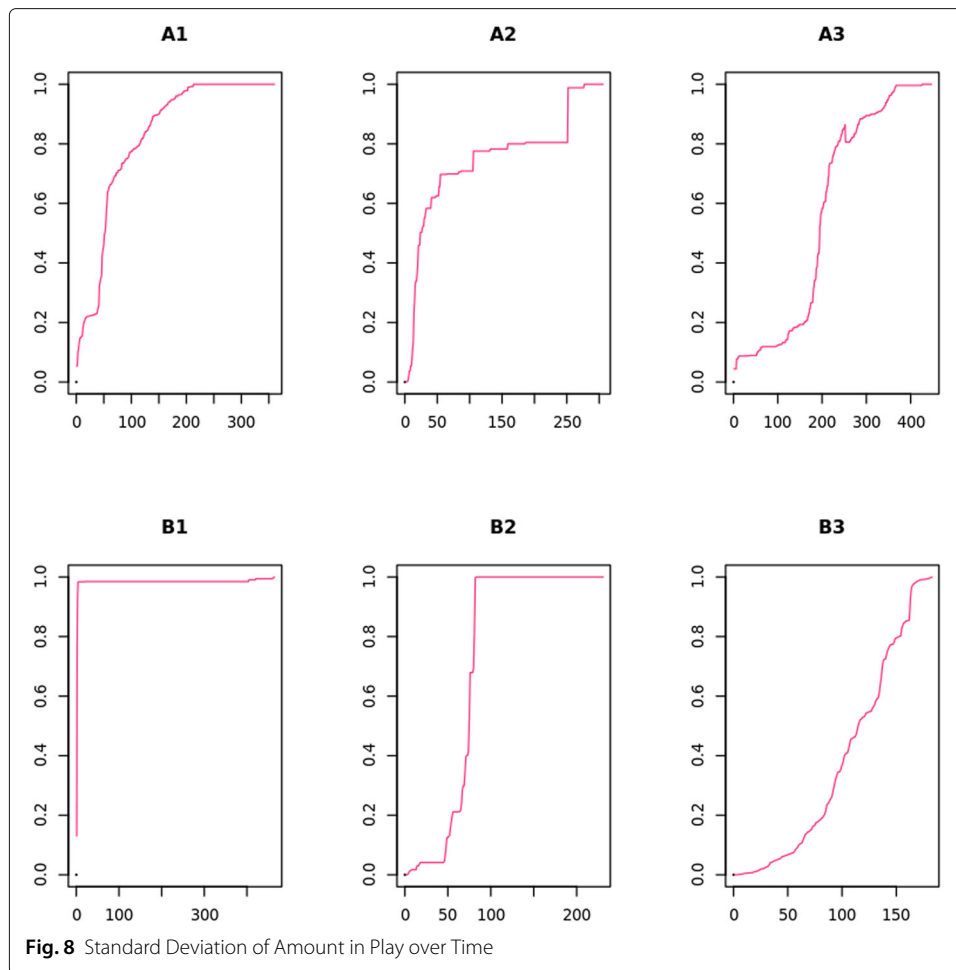 A1 A2 A3
1.0 1.0 1.0
0.8 0.8 0.8
0.6 0.6 0.6
0.4 0.4 0.4
0.2 0.2 0.2
0.0 0.0 0.0
0 100 200 300 0 50 150 250 0 100 200 300 400
B1 B2 B3
1.0 1.0 1.0
0.8 0.8 0.8
0.6 0.6 0.6
0.4 0.4 0.4
0.2 0.2 0.2
0.0 0.0 0.0
0 100 300 0 50 100 200 0 50 100 150
Fig. 8 Standard Deviation of Amount in Play over Time